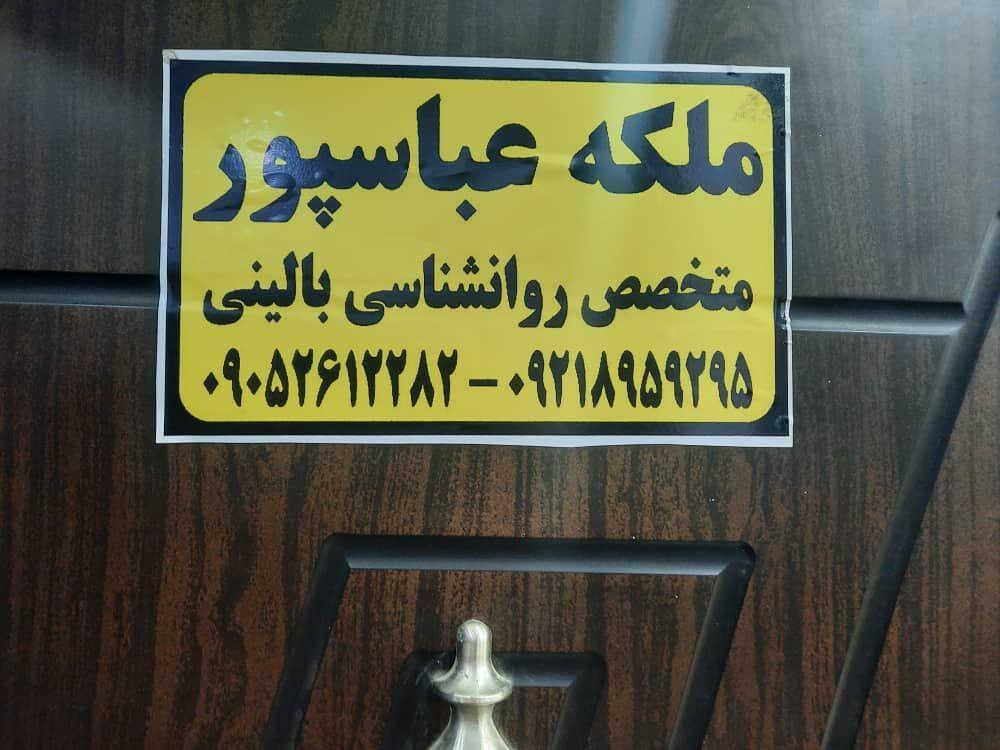 ملکه عباسپور
متخصص روانشناسی بالینی
۰۹۰۵۲۶۱۲۲۸۲ - ۰۹۲۱۸۹۵۹۲۹۵